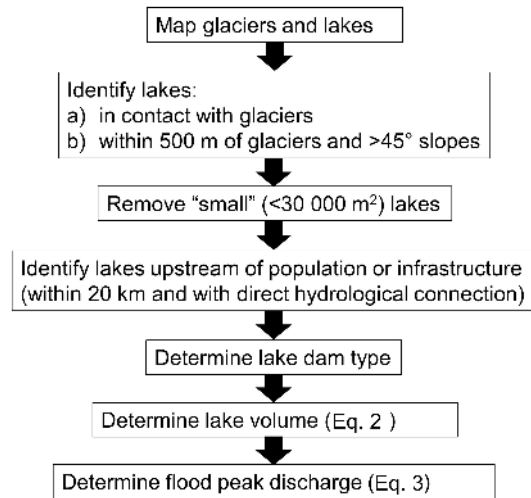 Map glaciers and lakes
Identify lakes:
a) in contact with glaciers
b) within 500 m of glaciers and >45° slopes
Remove “small” (<30 000 m²) lakes
Identify lakes upstream of population or infrastructure
(within 20 km and with direct hydrological connection)
Determine lake dam type
Determine lake volume (Eq. 2 )
Determine flood peak discharge (Eq. 3)